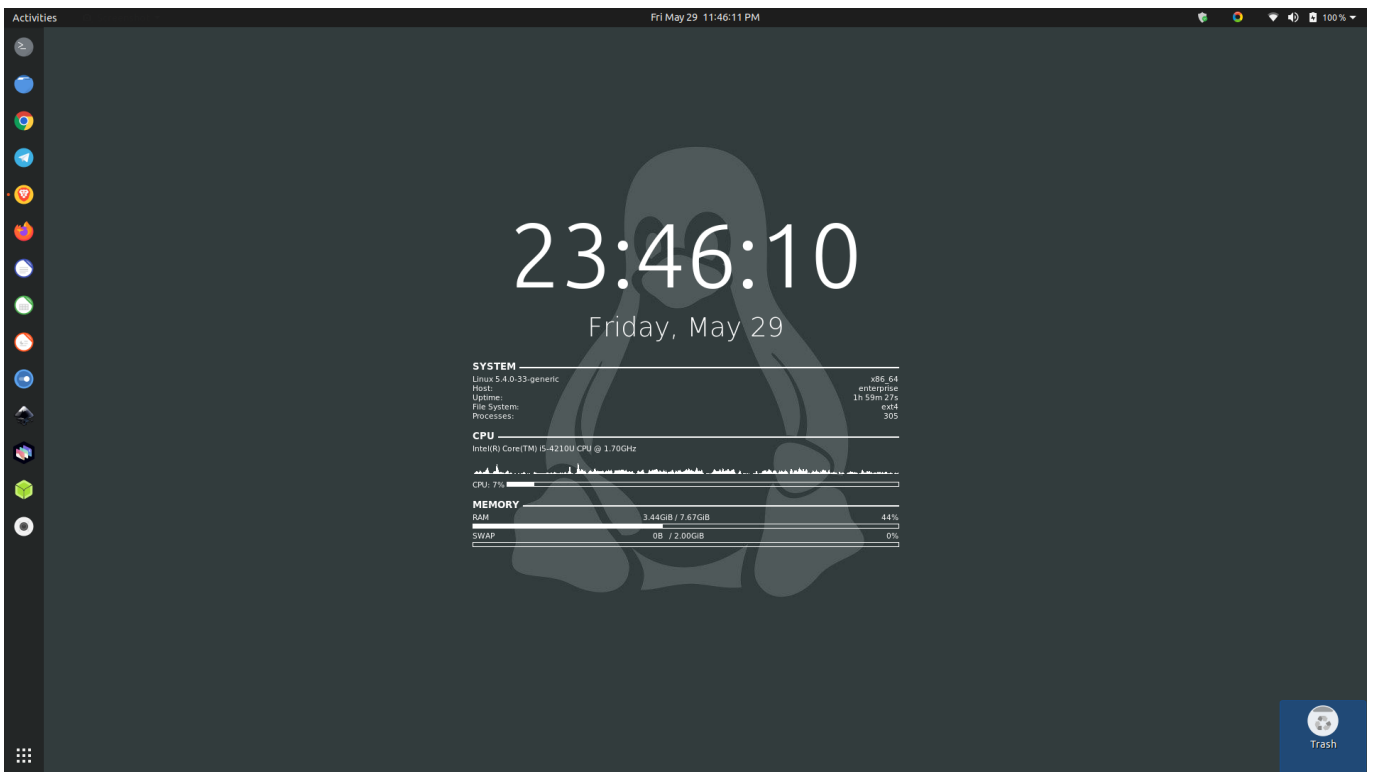 Activities
Fri May 29 11:46:11 PM
100 %
23:46:10
Friday, May 29
SYSTEM
Linux 5.4.0-33-generic x86_64
Host: enterprise
Uptime: 1h 59m 27s
File System: ext4
Processes: 305
CPU
Intel(R) Core(TM) i5-4210U CPU @ 1.70GHz
CPU: 7%
MEMORY
RAM 3.44GiB / 7.67GiB 44%
SWAP 0B / 2.00GiB 0%
Trash